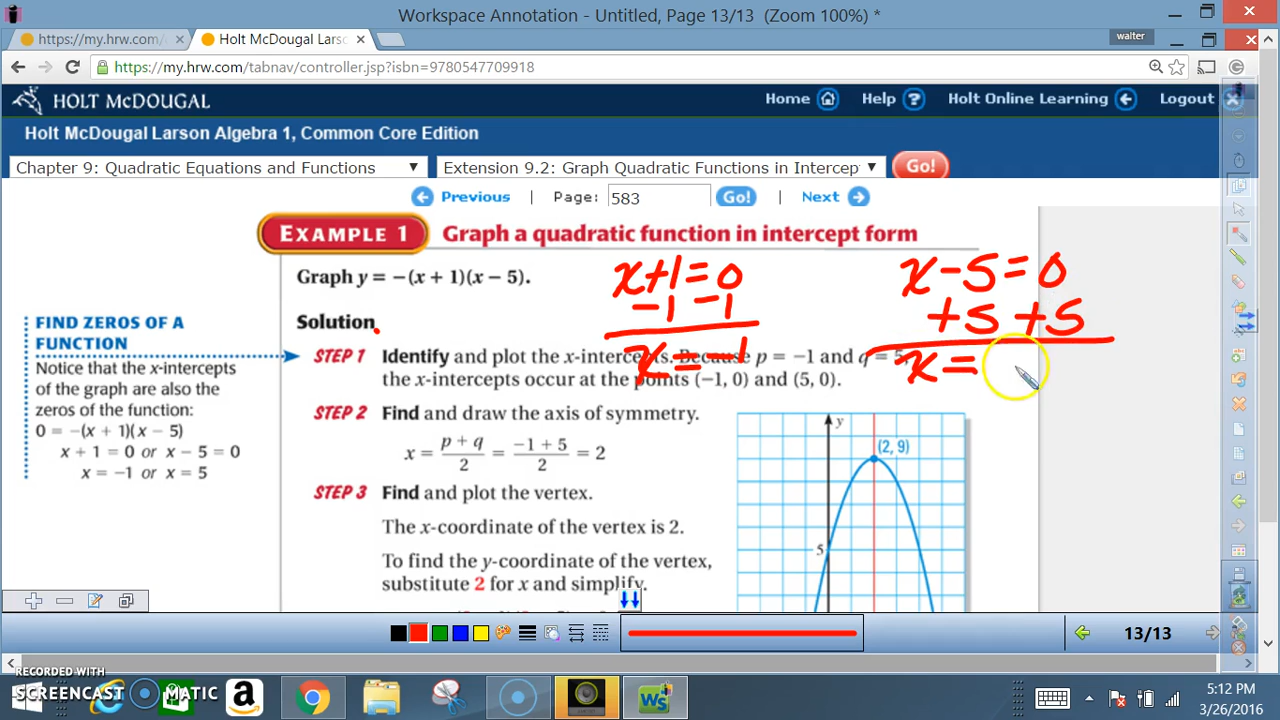 Workspace Annotation - Untitled, Page 13/13 (Zoom 100%) *
https://my.hrw.com/
Holt McDougal Lars
walter
https://my.hrw.com/tabnav/controller.jsp?isbn=9780547709918
HOLT MCDOUGAL
Home
Help ?
Holt Online Learning
Logout
Holt McDougal Larson Algebra 1, Common Core Edition
Chapter 9: Quadratic Equations and Functions
Extension 9.2: Graph Quadratic Functions in Intercep
Go!
Previous | Page: 583 Go! | Next
EXAMPLE 1 Graph a quadratic function in intercept form
Graph y = −(x + 1)(x − 5).
x+1=0
-1 -1
x=-1
x-5=0
+5 +5
x=
Solution
FIND ZEROS OF A
FUNCTION
Notice that the x-intercepts
of the graph are also the
zeros of the function:
0 = −(x + 1)(x − 5)
x + 1 = 0 or x − 5 = 0
x = −1 or x = 5
STEP 1 Identify and plot the x-intercepts. Because p = −1 and q = 5,
the x-intercepts occur at the points (−1, 0) and (5, 0).
STEP 2 Find and draw the axis of symmetry.
x = p + q / 2 = −1 + 5 / 2 = 2
STEP 3 Find and plot the vertex.
The x-coordinate of the vertex is 2.
To find the y-coordinate of the vertex,
substitute 2 for x and simplify.
y
(2, 9)
5
13/13
RECORDED WITH
SCREENCAST MATIC
5:12 PM
3/26/2016